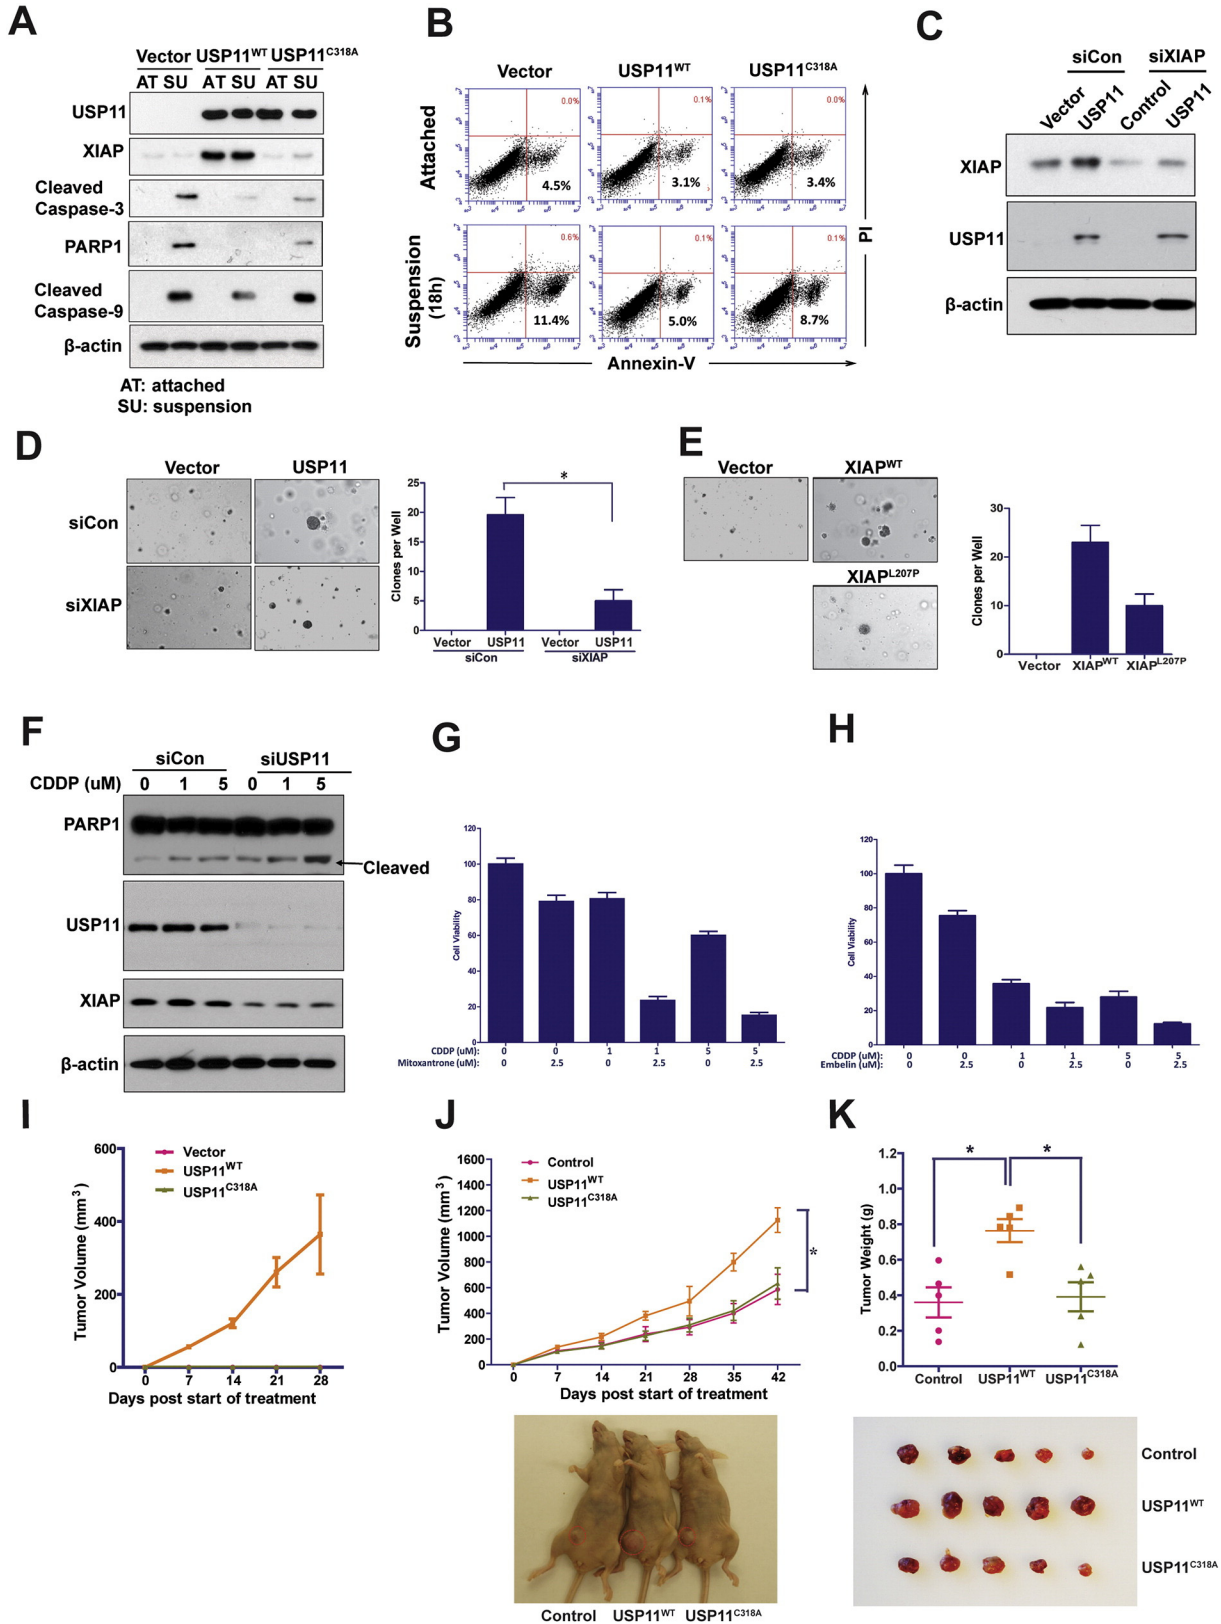 A
Vector USP11WT USP11C318A
AT SU AT SU AT SU
USP11
XIAP
Cleaved
Caspase-3
PARP1
Cleaved
Caspase-9
β-actin
AT: attached
SU: suspension
B
Vector USP11WT USP11C318A
Attached
0.0% 0.1% 0.0%
4.5% 3.1% 3.4%
Suspension
(18h)
0.6% 0.1% 0.1%
11.4% 5.0% 8.7%
PI
Annexin-V
C
siCon siXIAP
Vector USP11 Control USP11
XIAP
USP11
β-actin
D
Vector USP11
siCon
siXIAP
Clones per Well
25
20
15
10
5
0
*
Vector USP11 Vector USP11
siCon siXIAP
E
Vector XIAPWT
XIAPL207P
Clones per Well
30
20
10
0
Vector XIAPWT XIAPL207P
F
siCon siUSP11
CDDP (uM) 0 1 5 0 1 5
PARP1
Cleaved
USP11
XIAP
β-actin
G
Cell Viability
120
100
80
60
40
20
0
CDDP (uM): 0 0 1 1 5 5
Mitoxantrone (uM): 0 2.5 0 2.5 0 2.5
H
Cell Viability
120
100
80
60
40
20
0
CDDP (uM): 0 0 1 1 5 5
Embelin (uM): 0 2.5 0 2.5 0 2.5
I
Vector
USP11WT
USP11C318A
Tumor Volume (mm3)
600
400
200
0
0 7 14 21 28
Days post start of treatment
J
Control
USP11WT
USP11C318A
Tumor Volume (mm3)
1600
1400
1200
1000
800
600
400
200
0
*
0 7 14 21 28 35 42
Days post start of treatment
Control USP11WT USP11C318A
K
Tumor Weight (g)
1.2
1.0
0.8
0.6
0.4
0.2
0.0
* *
Control USP11WT USP11C318A
Control
USP11WT
USP11C318A